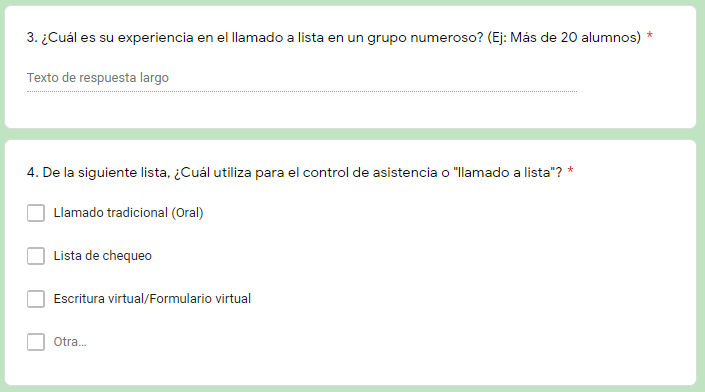 3. ¿Cuál es su experiencia en el llamado a lista en un grupo numeroso? (Ej: Más de 20 alumnos) *
Texto de respuesta largo
4. De la siguiente lista, ¿Cuál utiliza para el control de asistencia o "llamado a lista"? *
Llamado tradicional (Oral)
Lista de chequeo
Escritura virtual/Formulario virtual
Otra...